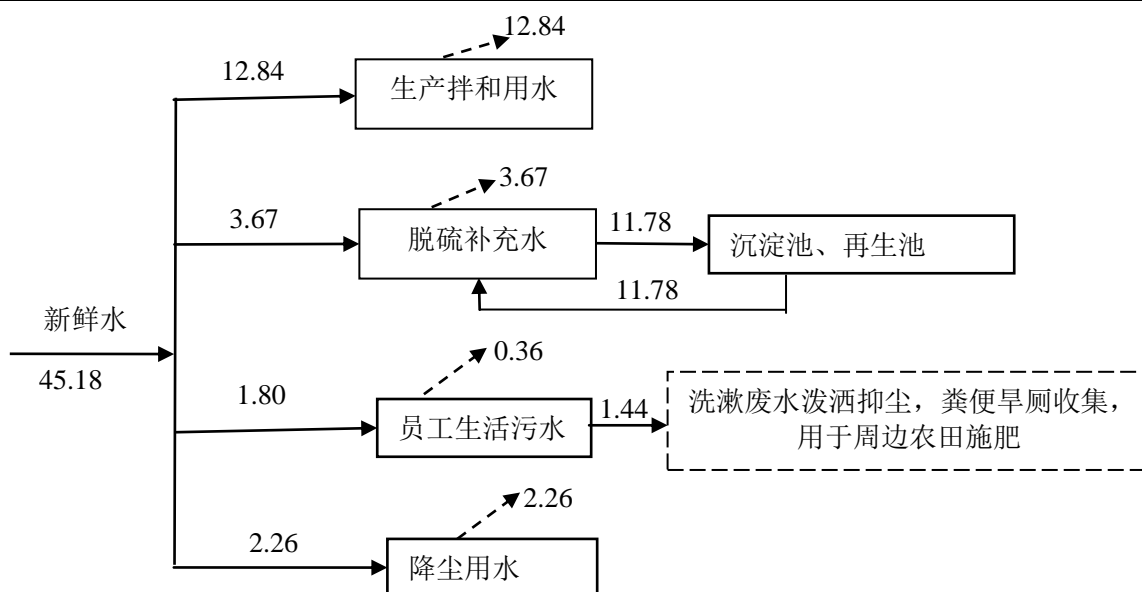 12.84
12.84
生产拌和用水
3.67
3.67
脱硫补充水
11.78
沉淀池、再生池
11.78
新鲜水
45.18
0.36
1.80
员工生活污水
1.44
洗漱废水泼洒抑尘，粪便旱厕收集，
用于周边农田施肥
2.26
2.26
降尘用水